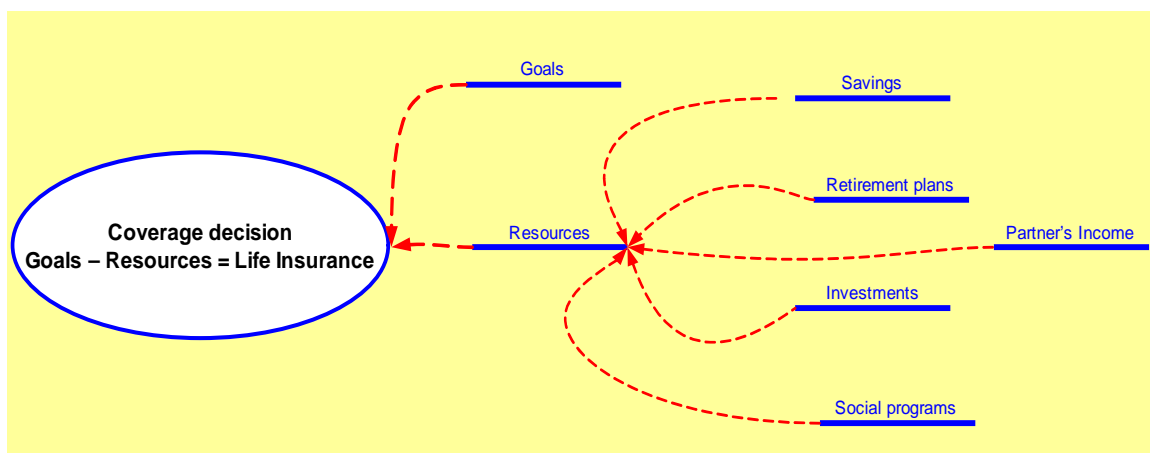 Goals
Savings
Retirement plans
Coverage decision
Goals – Resources = Life Insurance
Resources
Partner's Income
Investments
Social programs